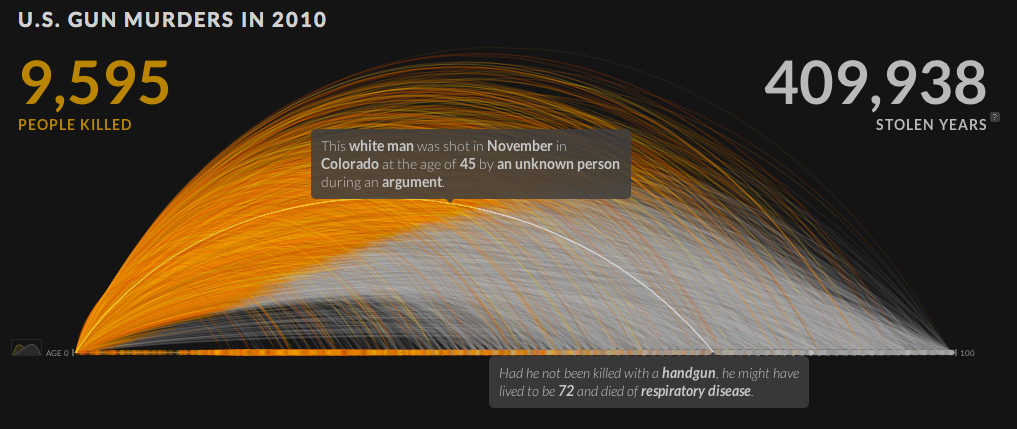 U.S. GUN MURDERS IN 2010
9,595
PEOPLE KILLED
409,938
STOLEN YEARS
?
This white man was shot in November in
Colorado at the age of 45 by an unknown person
during an argument.
AGE 0
100
Had he not been killed with a handgun, he might have
lived to be 72 and died of respiratory disease.